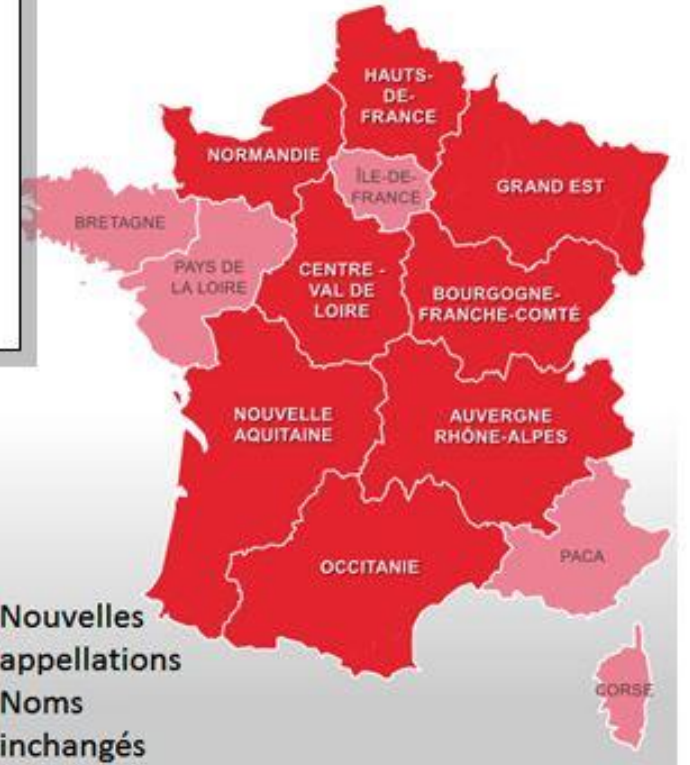 HAUTS-
DE-
FRANCE
NORMANDIE
ÎLE-DE-
FRANCE
GRAND EST
BRETAGNE
PAYS DE
LA LOIRE
CENTRE -
VAL DE
LOIRE
BOURGOGNE-
FRANCHE-COMTÉ
NOUVELLE
AQUITAINE
AUVERGNE
RHÔNE-ALPES
OCCITANIE
PACA
CORSE
Nouvelles
appellations
Noms
inchangés